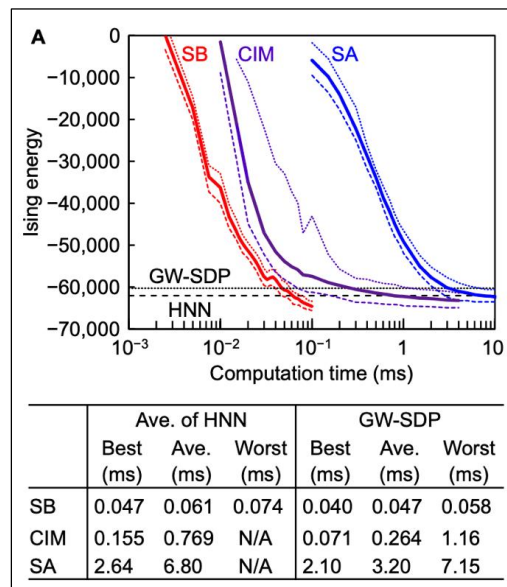 A
SB CIM SA
0
−10,000
−20,000
−30,000
−40,000
−50,000
−60,000
−70,000
Ising energy
GW-SDP
HNN
10⁻³ 10⁻² 10⁻¹ 1 10
Computation time (ms)
Ave. of HNN GW-SDP
Best Ave. Worst Best Ave. Worst
(ms) (ms) (ms) (ms) (ms) (ms)
SB 0.047 0.061 0.074 0.040 0.047 0.058
CIM 0.155 0.769 N/A 0.071 0.264 1.16
SA 2.64 6.80 N/A 2.10 3.20 7.15